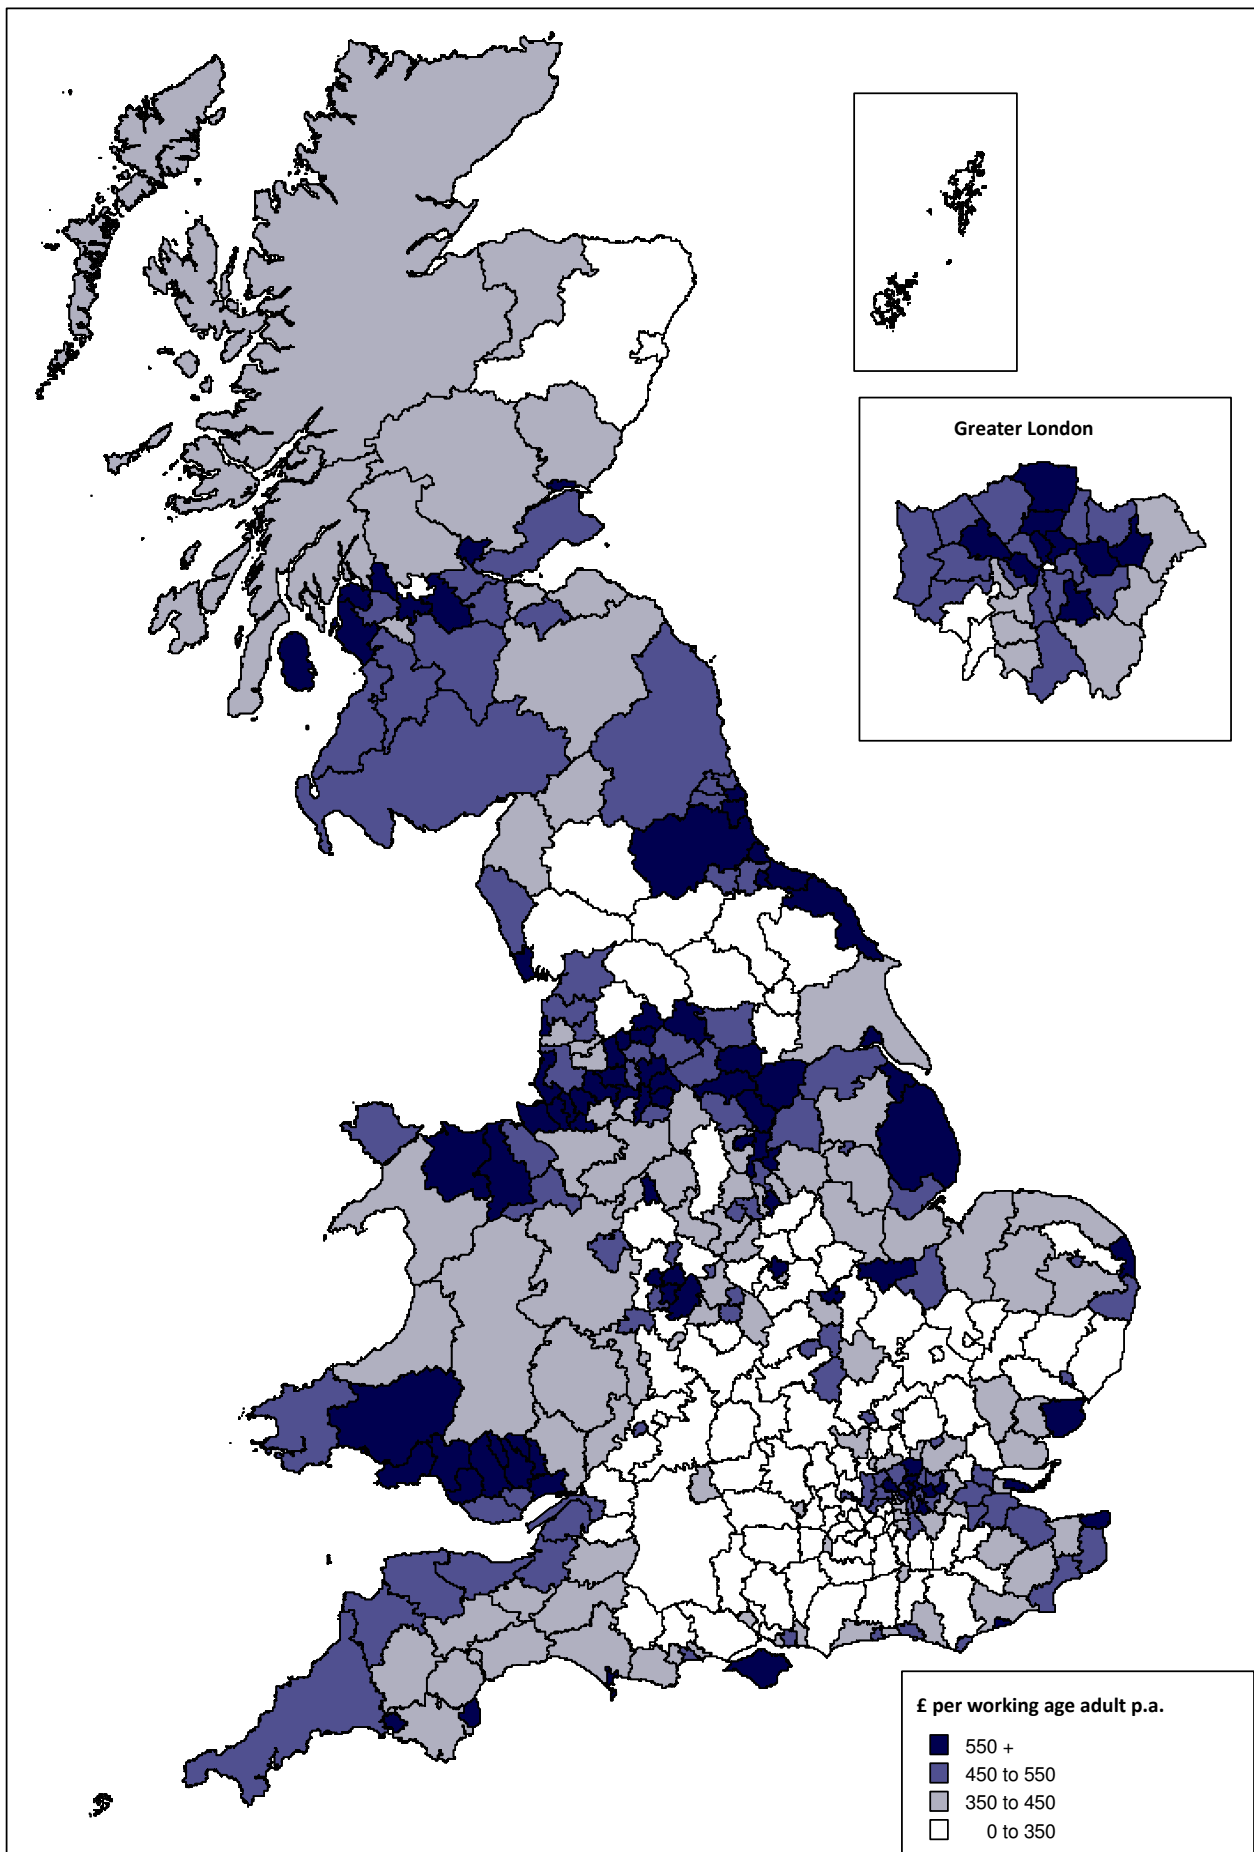 Greater London
£ per working age adult p.a.
550 +
450 to 550
350 to 450
0 to 350